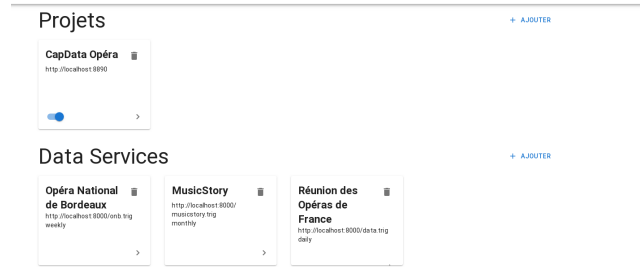 Projets
+ AJOUTER
CapData Opéra
http://localhost:8890
Data Services
+ AJOUTER
Opéra National
de Bordeaux
http://localhost:8000/onb.trig
weekly
MusicStory
http://localhost:8000/
musicstory.trig
monthly
Réunion des
Opéras de
France
http://localhost:8000/data.trig
daily